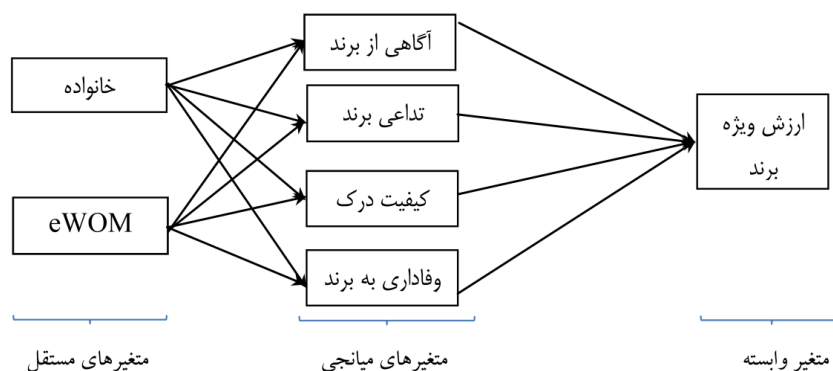 آگاهی از برند
خانواده
تداعی برند
ارزش ویژه
برند
کیفیت درک
eWOM
وفاداری به برند
متغیر وابسته
متغیرهای میانجی
متغیرهای مستقل